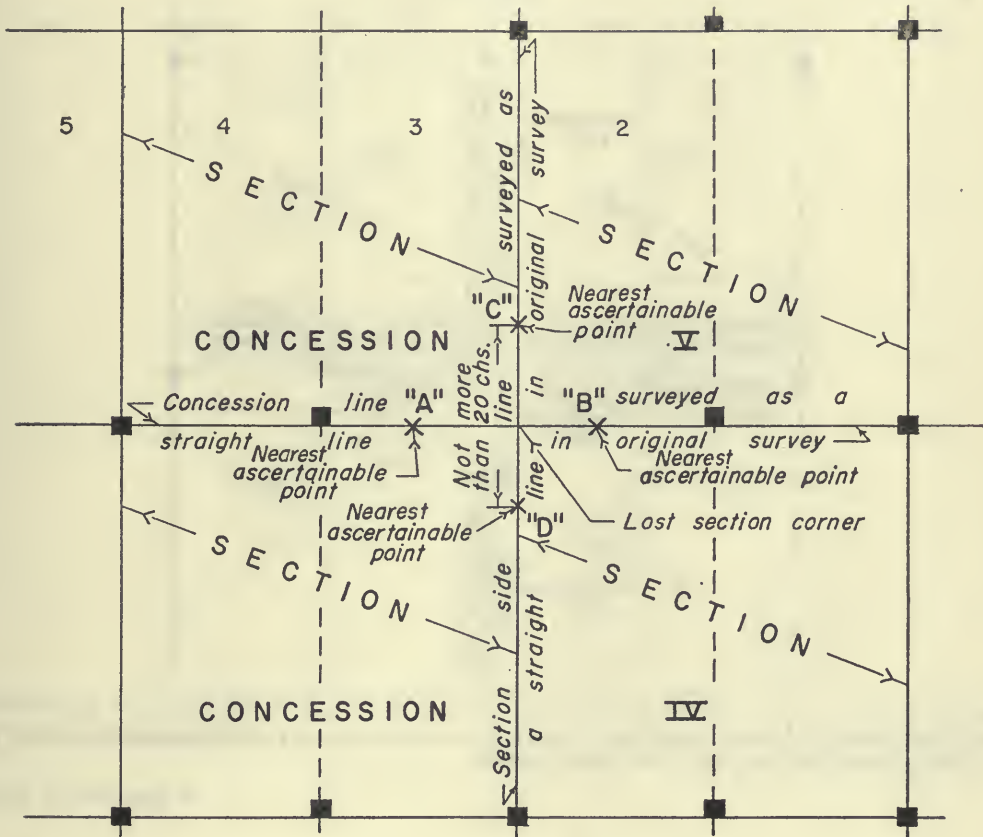 5 4 3 2
SECTION
SECTION
Section side line in original survey
surveyed as a straight line in
"C"
Nearest
ascertainable
point
CONCESSION V
Not more
than 20 chs.
Concession line "A" "B" surveyed as a
straight line in original survey
Nearest
ascertainable
point
Nearest
ascertainable point
Nearest
ascertainable
point
"D"
Lost section corner
SECTION
SECTION
CONCESSION IV